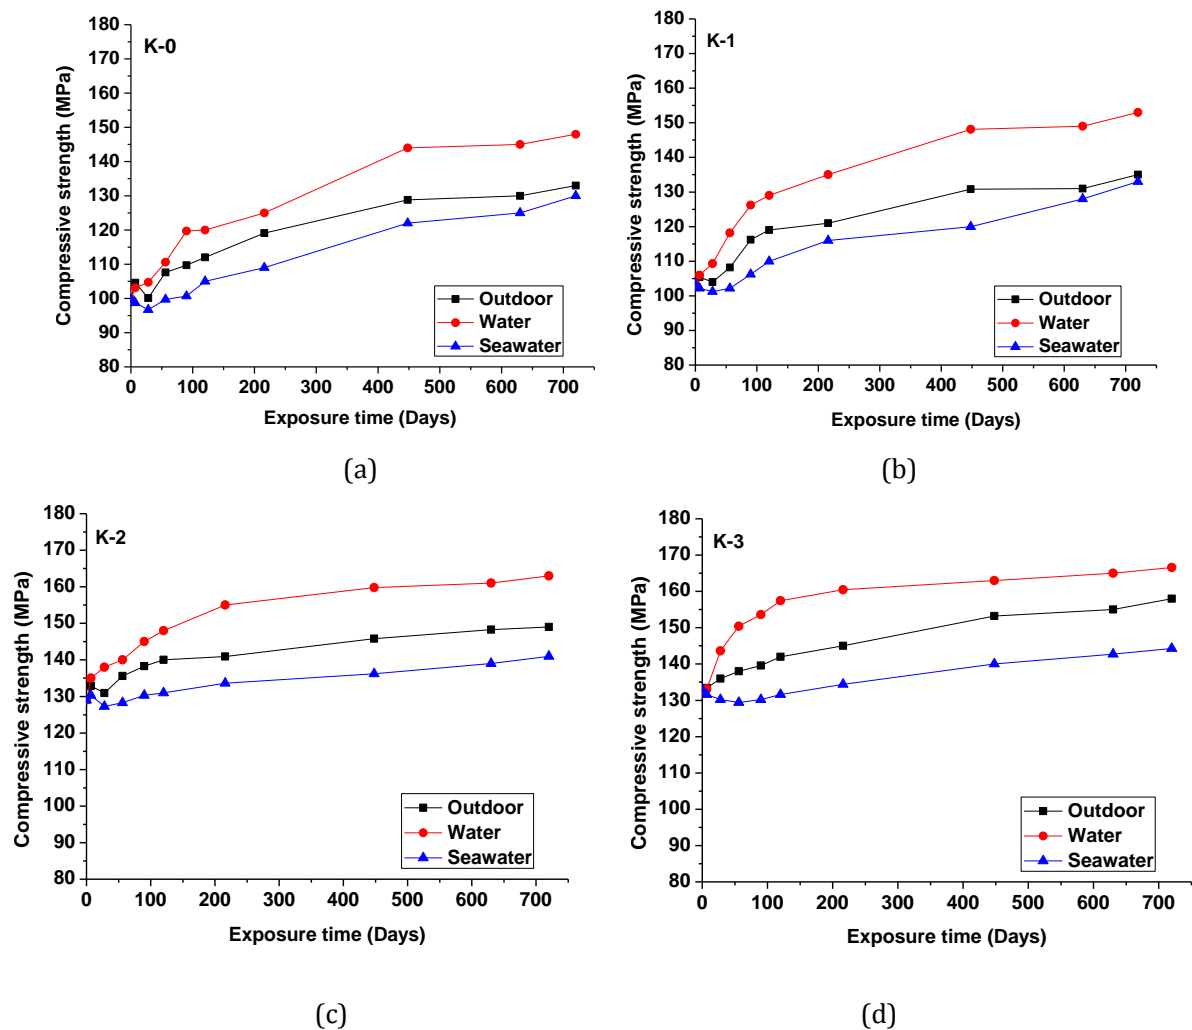 K-0
Compressive strength (MPa)
180
170
160
150
140
130
120
110
100
90
80
0 100 200 300 400 500 600 700
Exposure time (Days)
Outdoor
Water
Seawater
(a)
K-1
Compressive strength (MPa)
180
170
160
150
140
130
120
110
100
90
80
0 100 200 300 400 500 600 700
Exposure time (Days)
Outdoor
Water
Seawater
(b)
K-2
Compressive strength (MPa)
180
170
160
150
140
130
120
110
100
90
80
0 100 200 300 400 500 600 700
Exposure time (Days)
Outdoor
Water
Seawater
(c)
K-3
Compressive strength (MPa)
180
170
160
150
140
130
120
110
100
90
80
0 100 200 300 400 500 600 700
Exposure time (Days)
Outdoor
Water
Seawater
(d)